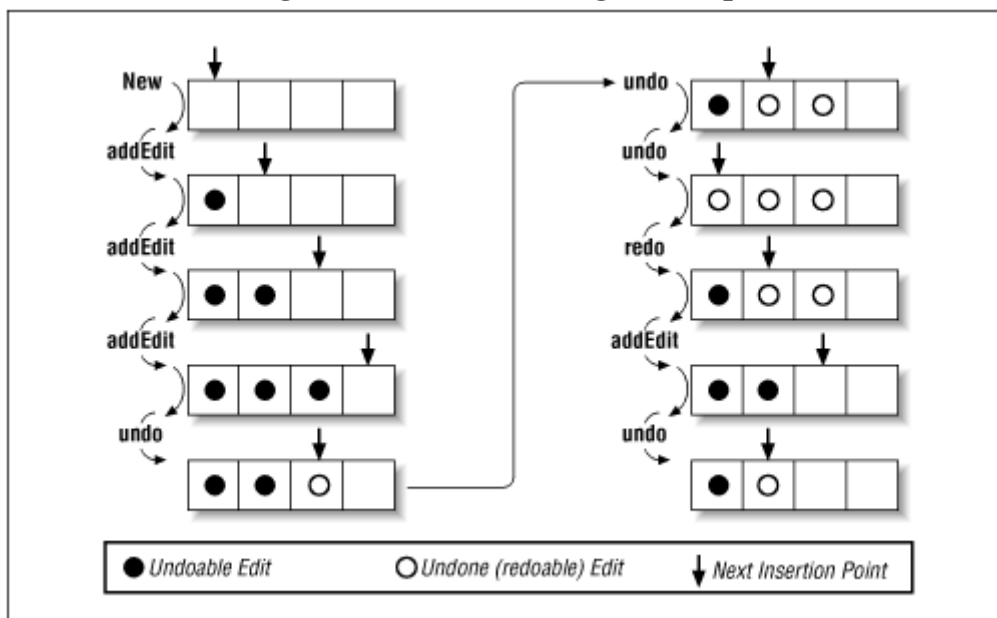 New
addEdit
addEdit
addEdit
undo
undo
undo
redo
addEdit
undo
Undoable Edit
Undone (redoable) Edit
Next Insertion Point